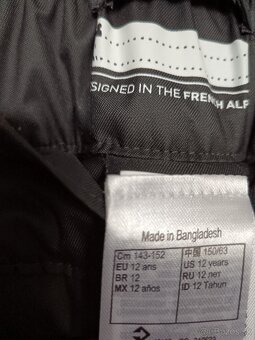 SIGNED IN THE FRENCH ALP
Made in Bangladesh
Cm 143-152
中国 150/63
EU 12 ans
US 12 years
BR 12
RU 12 лет
MX 12 años
ID 12 Tahun